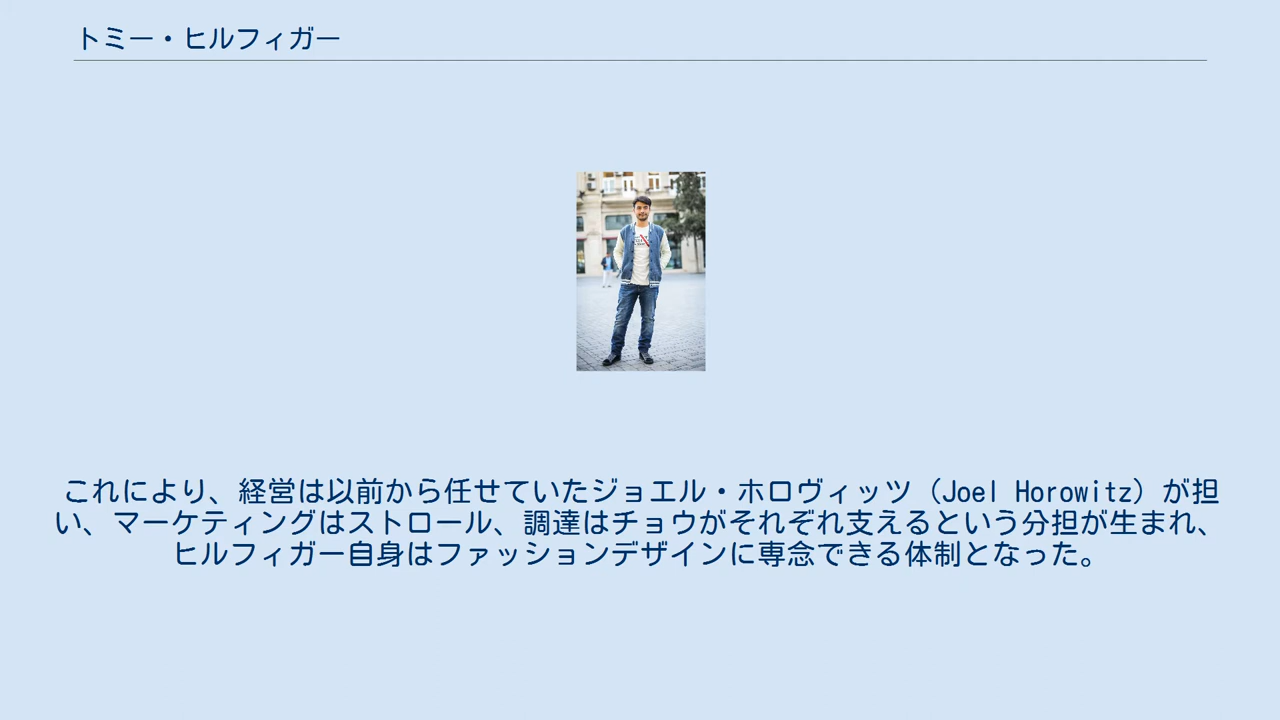 トミー・ヒルフィガー
これにより、経営は以前から任せていたジョエル・ホロヴィッツ（Joel Horowitz）が担
い、マーケティングはストロール、調達はチョウがそれぞれ支えるという分担が生まれ、
ヒルフィガー自身はファッションデザインに専念できる体制となった。